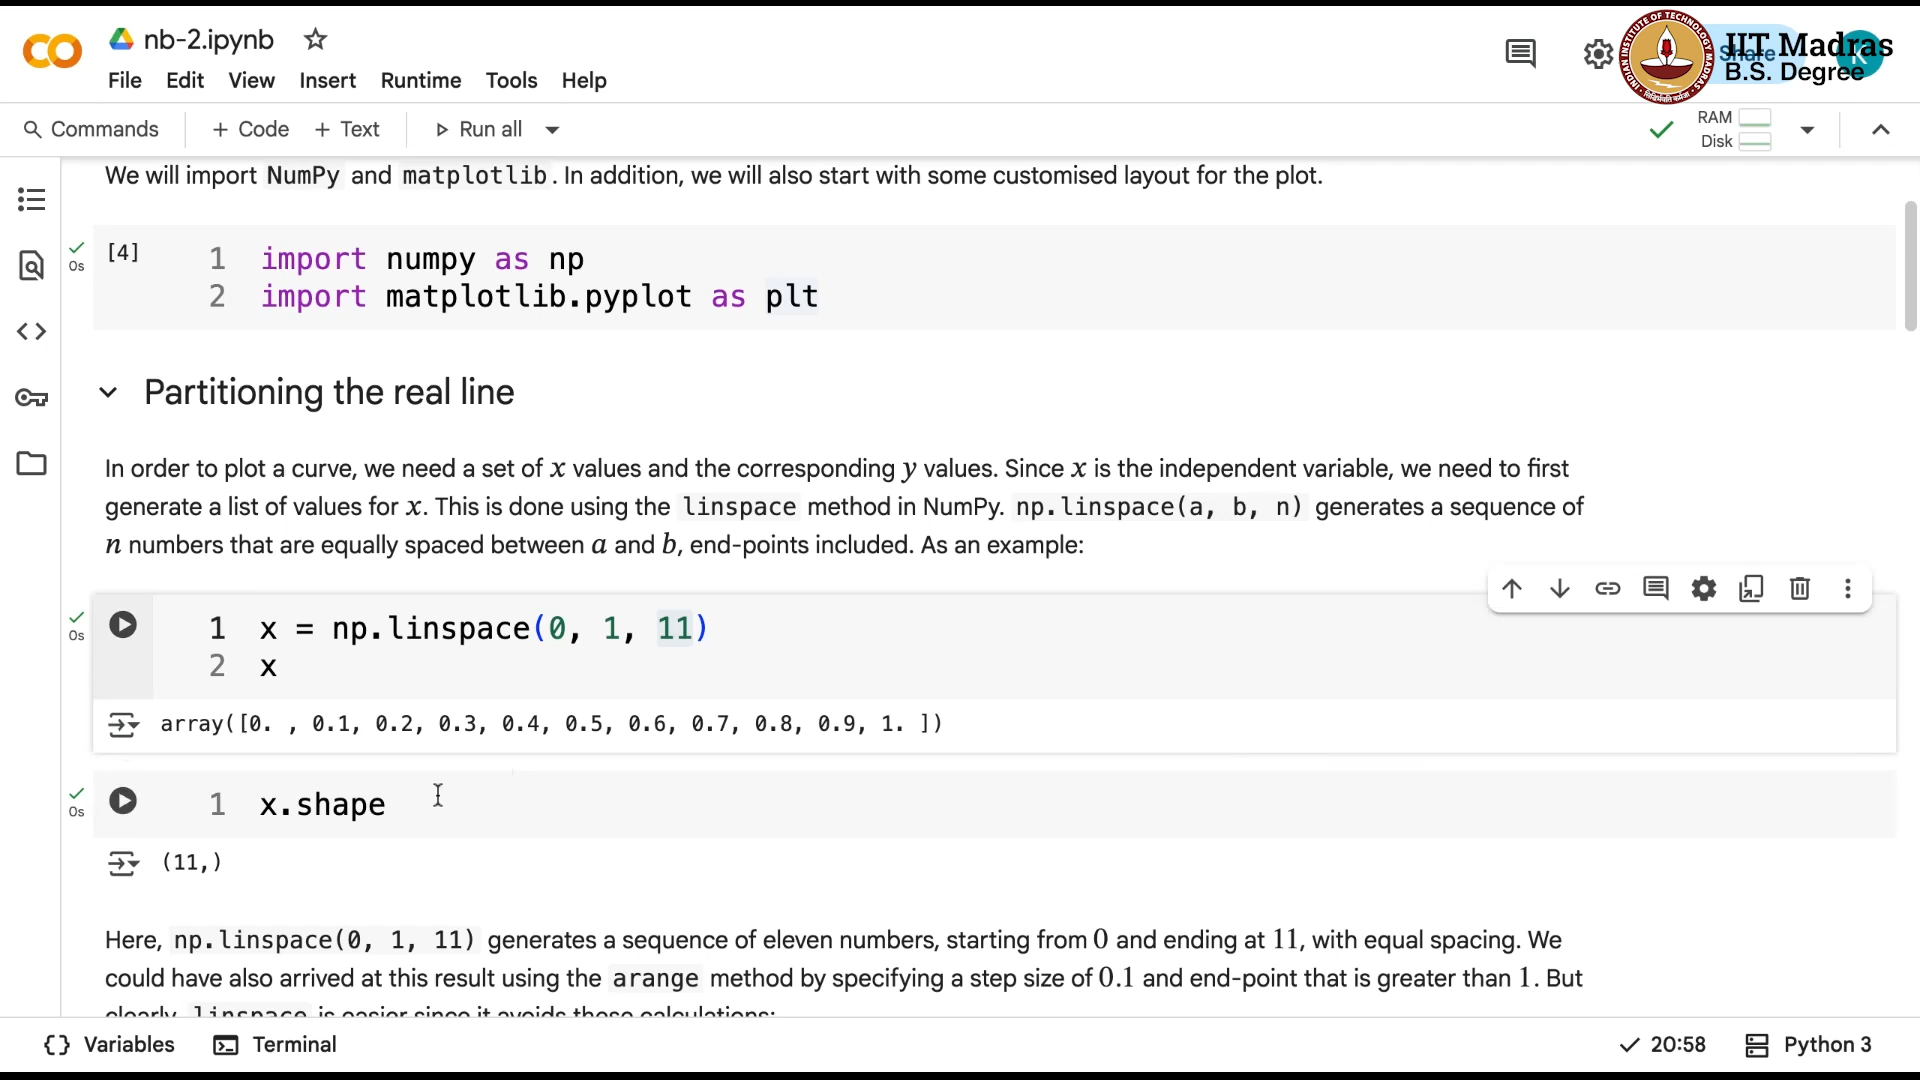 nb-2.ipynb
File Edit View Insert Runtime Tools Help
Share
IIT Madras
B.S. Degree
Commands + Code + Text Run all
RAM
Disk
We will import NumPy and matplotlib. In addition, we will also start with some customised layout for the plot.
[4]
0s
1 import numpy as np
2 import matplotlib.pyplot as plt
Partitioning the real line
In order to plot a curve, we need a set of x values and the corresponding y values. Since x is the independent variable, we need to first
generate a list of values for x. This is done using the linspace method in NumPy. np.linspace(a, b, n) generates a sequence of
n numbers that are equally spaced between a and b, end-points included. As an example:
0s
1 x = np.linspace(0, 1, 11)
2 x
array([0. , 0.1, 0.2, 0.3, 0.4, 0.5, 0.6, 0.7, 0.8, 0.9, 1. ])
0s
1 x.shape
(11,)
Here, np.linspace(0, 1, 11) generates a sequence of eleven numbers, starting from 0 and ending at 11, with equal spacing. We
could have also arrived at this result using the arange method by specifying a step size of 0.1 and end-point that is greater than 1. But
clearly, linspace is easier since it avoids these calculations:
{} Variables Terminal 20:58 Python 3